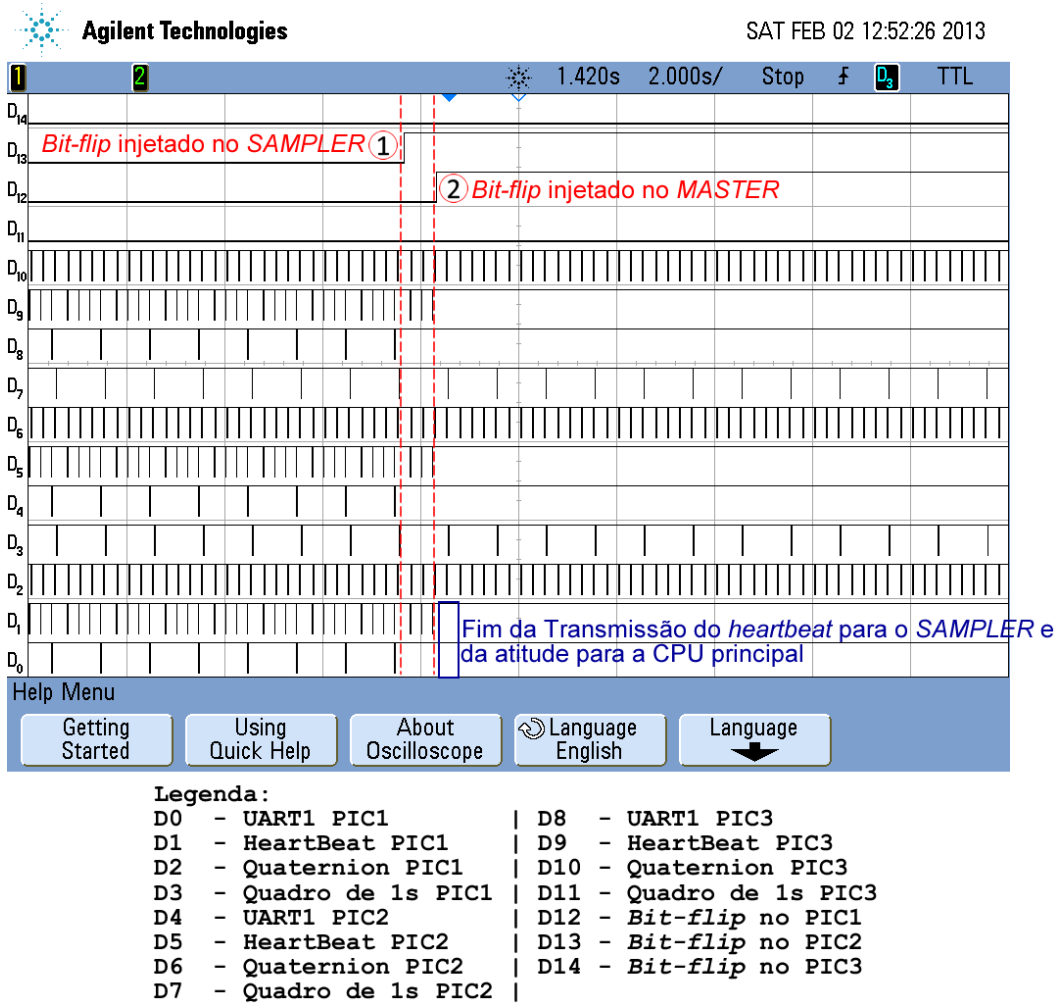 Agilent Technologies SAT FEB 02 12:52:26 2013
1 2 1.420s 2.000s/ Stop D3 TTL
D14
D13 Bit-flip injetado no SAMPLER 1
D12 2 Bit-flip injetado no MASTER
D11
D10
D9
D8
D7
D6
D5
D4
D3
D2
D1 Fim da Transmissão do heartbeat para o SAMPLER e
D0 da atitude para a CPU principal
Help Menu
Getting Using About Language Language
Started Quick Help Oscilloscope English
Legenda:
D0 - UART1 PIC1 | D8 - UART1 PIC3
D1 - HeartBeat PIC1 | D9 - HeartBeat PIC3
D2 - Quaternion PIC1 | D10 - Quaternion PIC3
D3 - Quadro de 1s PIC1 | D11 - Quadro de 1s PIC3
D4 - UART1 PIC2 | D12 - Bit-flip no PIC1
D5 - HeartBeat PIC2 | D13 - Bit-flip no PIC2
D6 - Quaternion PIC2 | D14 - Bit-flip no PIC3
D7 - Quadro de 1s PIC2 |